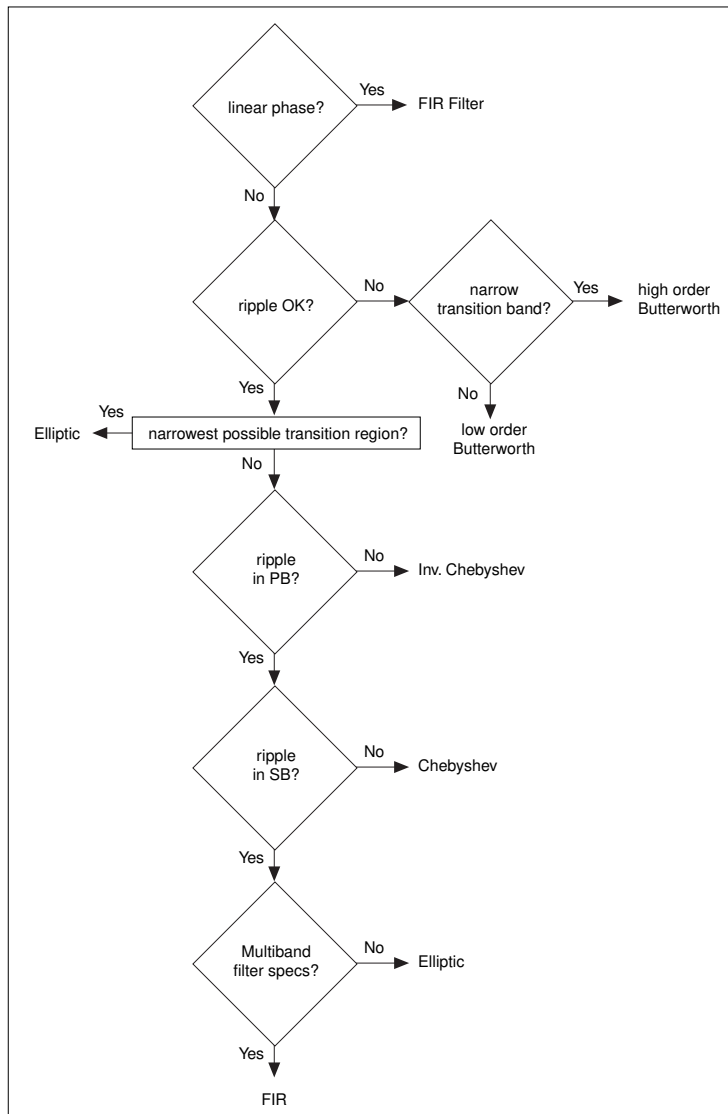 linear phase?
Yes
FIR Filter
No
ripple OK?
No
narrow
transition band?
Yes
high order
Butterworth
No
low order
Butterworth
Yes
narrowest possible transition region?
Yes
Elliptic
No
ripple
in PB?
No
Inv. Chebyshev
Yes
ripple
in SB?
No
Chebyshev
Yes
Multiband
filter specs?
No
Elliptic
Yes
FIR